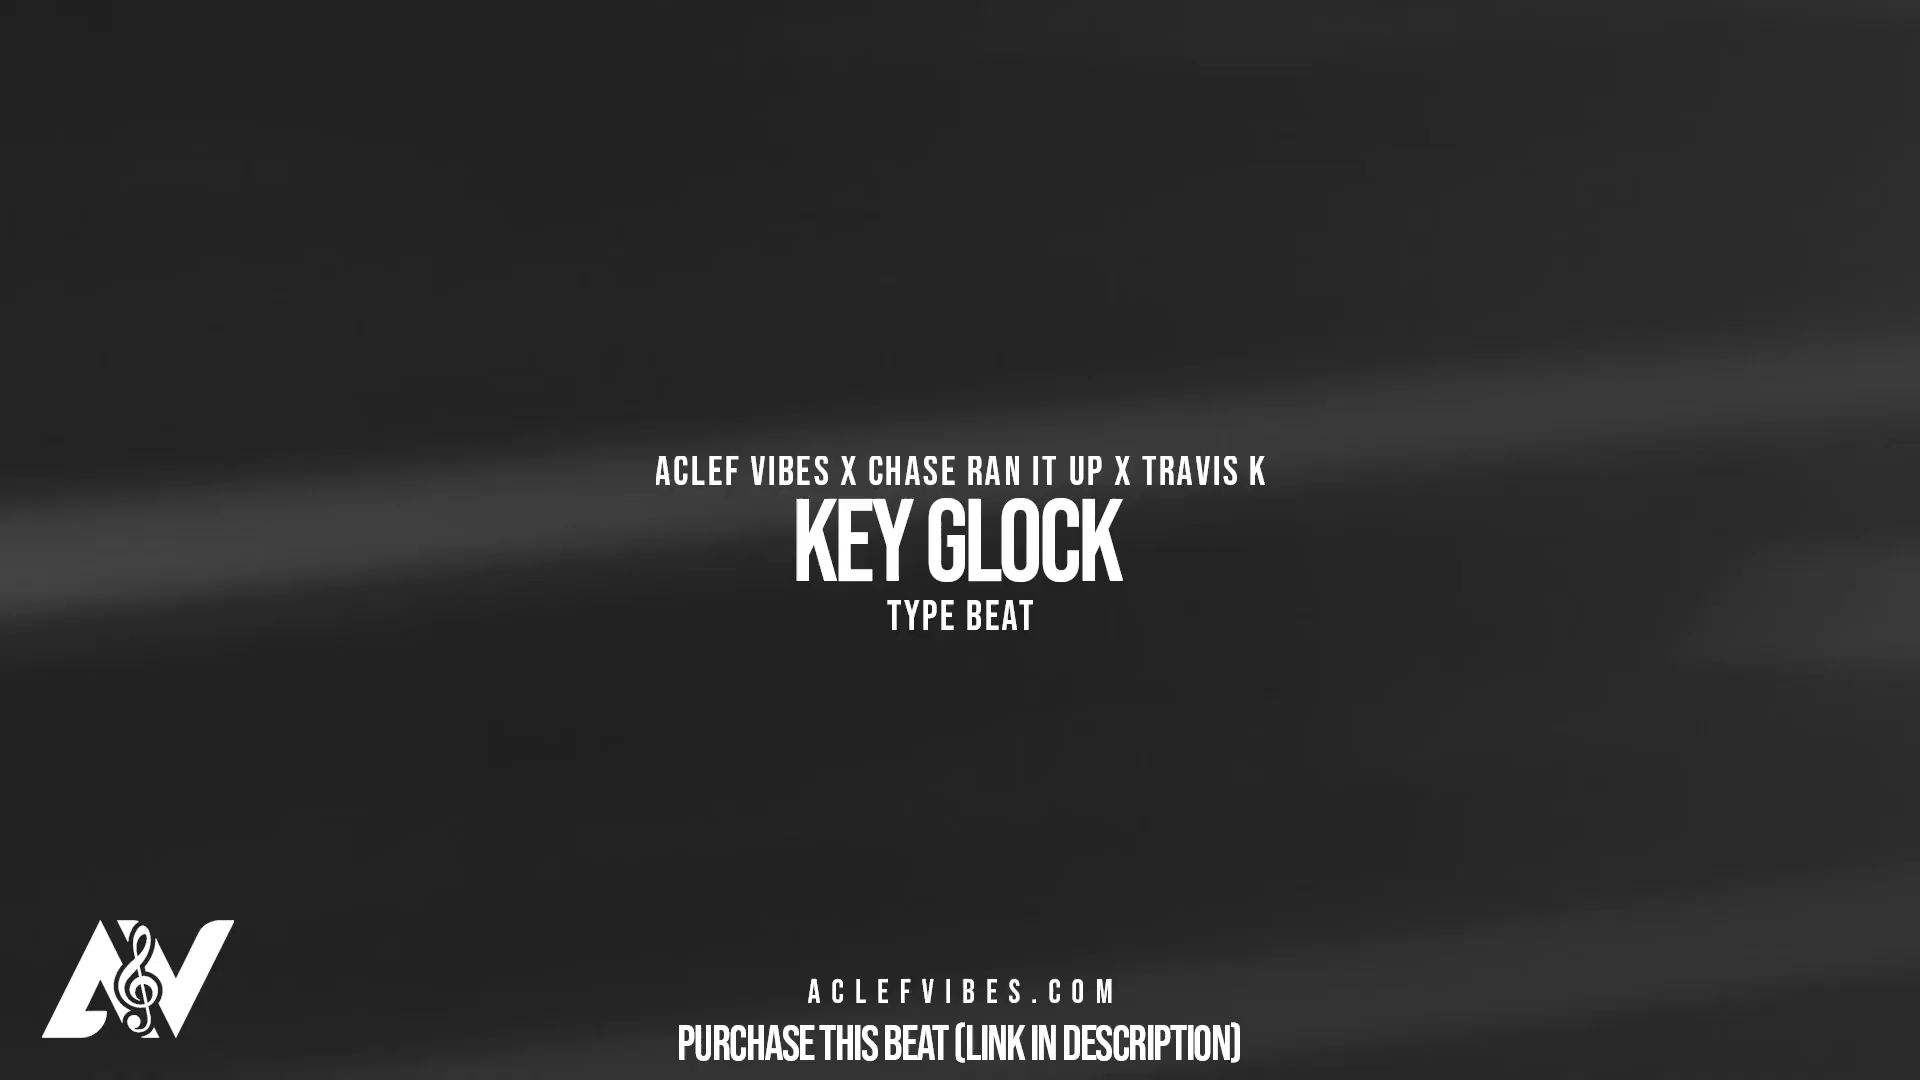 ACLEF VIBES X CHASE RAN IT UP X TRAVIS K
KEY GLOCK
TYPE BEAT
AV
ACLEFVIBES.COM
PURCHASE THIS BEAT (LINK IN DESCRIPTION)